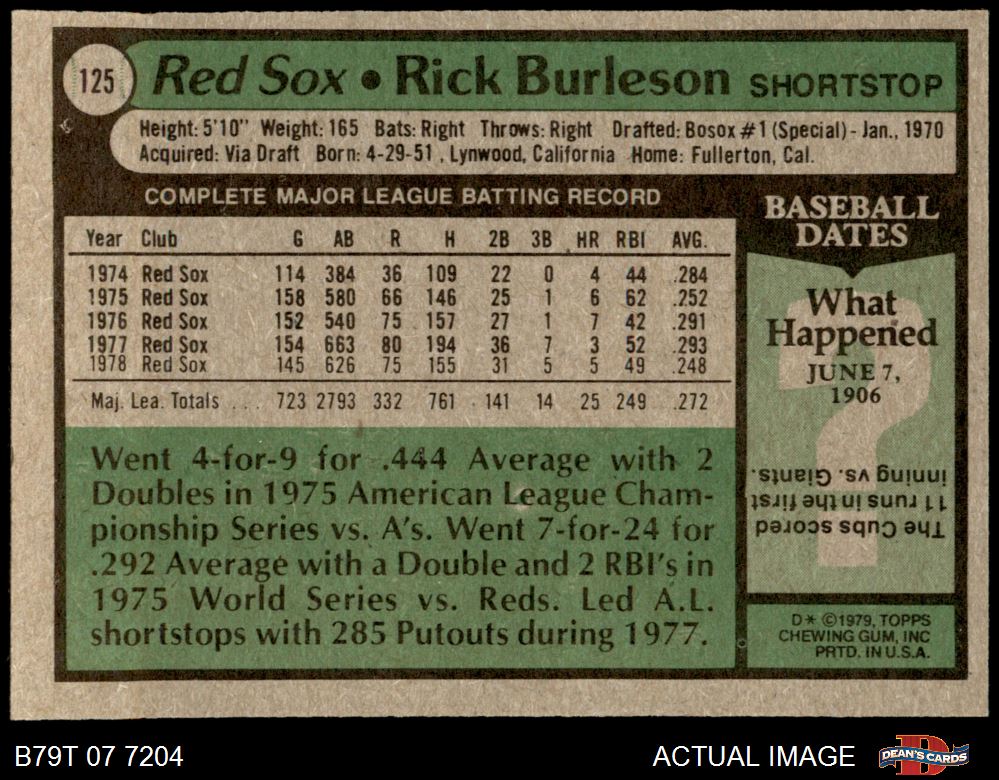 125 Red Sox • Rick Burleson SHORTSTOP
Height: 5'10" Weight: 165 Bats: Right Throws: Right Drafted: Bosox #1 (Special) - Jan., 1970
Acquired: Via Draft Born: 4-29-51, Lynwood, California Home: Fullerton, Cal.
COMPLETE MAJOR LEAGUE BATTING RECORD
Year Club G AB R H 2B 3B HR RBI AVG.
1974 Red Sox 114 384 36 109 22 0 4 44 .284
1975 Red Sox 158 580 66 146 25 1 6 62 .252
1976 Red Sox 152 540 75 157 27 1 7 42 .291
1977 Red Sox 154 663 80 194 36 7 3 52 .293
1978 Red Sox 145 626 75 155 31 5 5 49 .248
Maj. Lea. Totals ... 723 2793 332 761 141 14 25 249 .272
Went 4-for-9 for .444 Average with 2
Doubles in 1975 American League Cham-
pionship Series vs. A's. Went 7-for-24 for
.292 Average with a Double and 2 RBI's in
1975 World Series vs. Reds. Led A.L.
shortstops with 285 Putouts during 1977.
BASEBALL
DATES
What
Happened
JUNE 7,
1906
?
The Cubs scored
11 runs in the first
inning vs. Giants.
D* ©1979, TOPPS
CHEWING GUM, INC
PRTD. IN U.S.A.
B79T 07 7204
ACTUAL IMAGE
D
DEAN'S CARDS